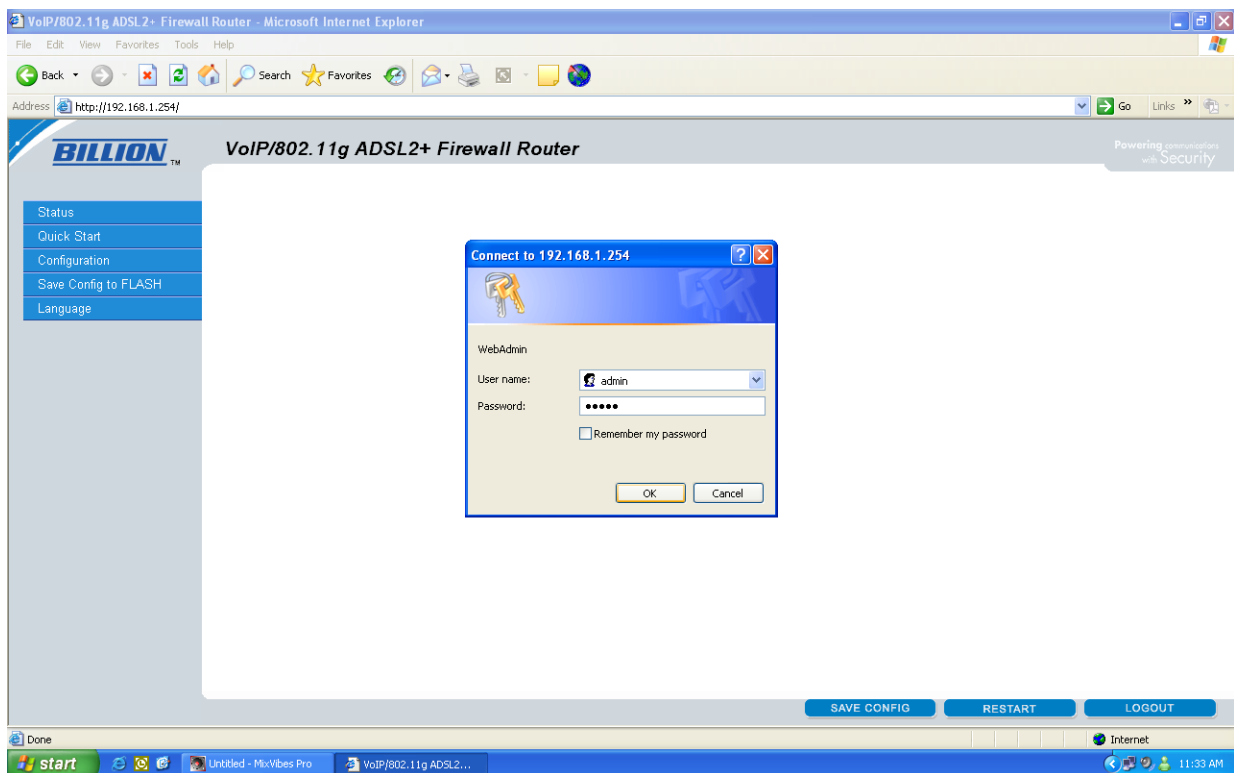 VoIP/802.11g ADSL2+ Firewall Router - Microsoft Internet Explorer
File Edit View Favorites Tools Help
Back Search Favorites
Address http://192.168.1.254/ Go Links »
BILLION TM
VoIP/802.11g ADSL2+ Firewall Router
Powering communications
with Security
Status
Quick Start
Configuration
Save Config to FLASH
Language
Connect to 192.168.1.254
WebAdmin
User name: admin
Password: •••••
Remember my password
OK Cancel
SAVE CONFIG RESTART LOGOUT
Done Internet
start Untitled - MixVibes Pro VoIP/802.11g ADSL2... 11:33 AM